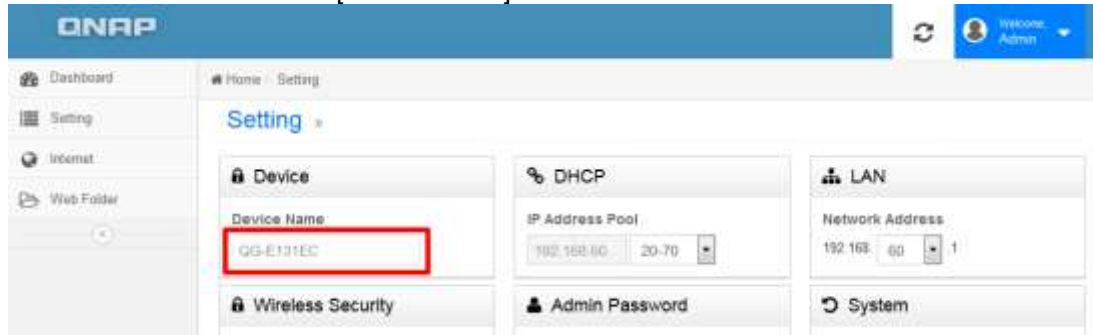 QNAP
Welcome, Admin
Dashboard
Setting
Internet
Web Folder
Home Setting
Setting »
Device
Device Name
QG-E131EC
DHCP
IP Address Pool
192.168.60 20-70
LAN
Network Address
192.168. 60 .1
Wireless Security
Admin Password
System